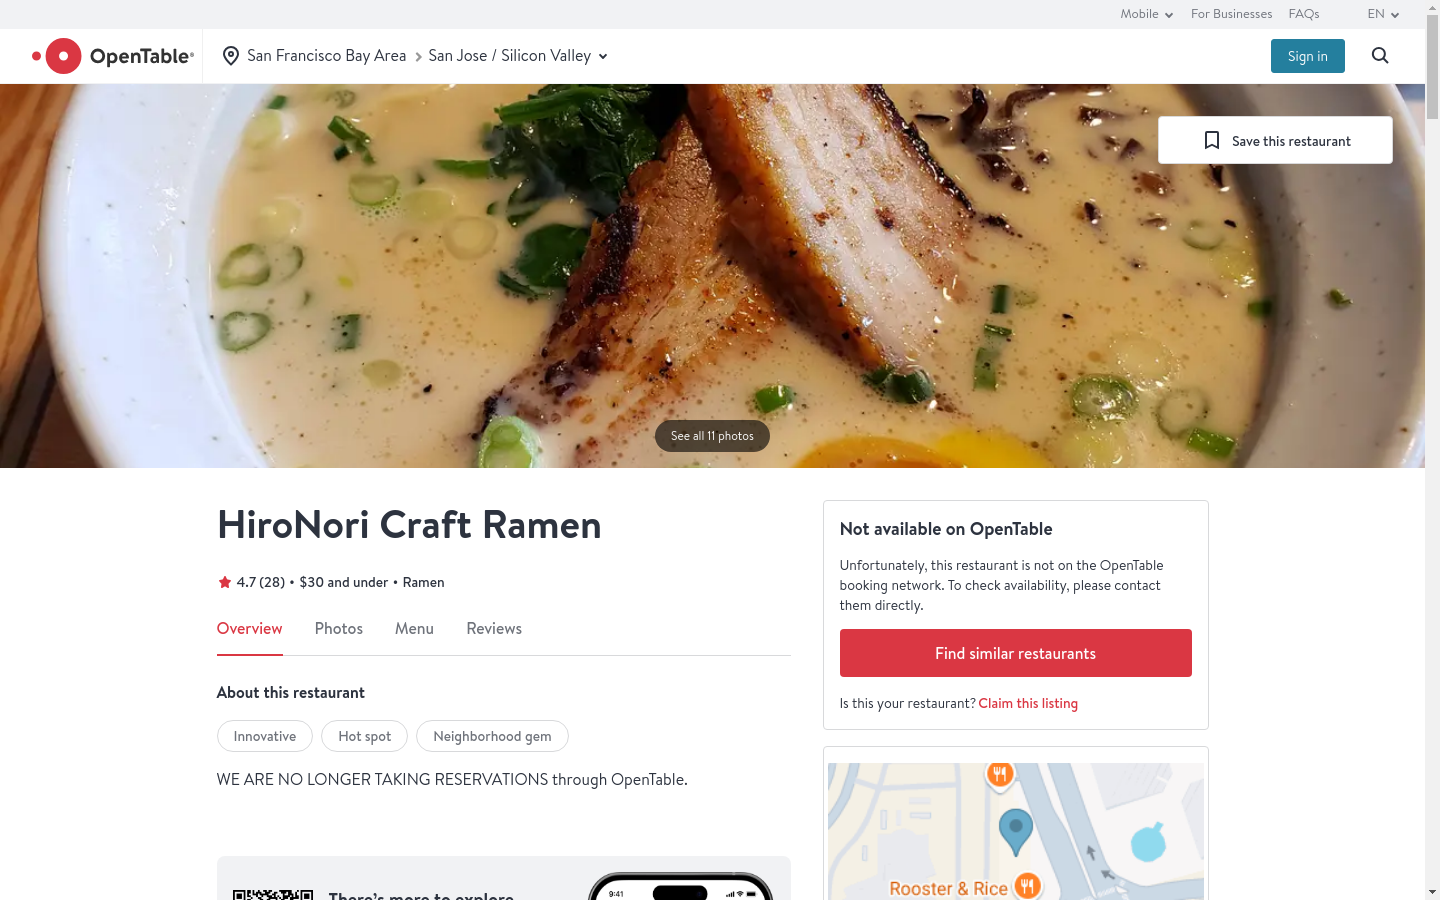 Mobile
For Businesses
FAQs
EN
OpenTable®
San Francisco Bay Area
San Jose / Silicon Valley
Sign in
Save this restaurant
See all 11 photos
HiroNori Craft Ramen
4.7 (28) • $30 and under • Ramen
Overview
Photos
Menu
Reviews
About this restaurant
Innovative
Hot spot
Neighborhood gem
WE ARE NO LONGER TAKING RESERVATIONS through OpenTable.
There's more to explore
9:41
Not available on OpenTable
Unfortunately, this restaurant is not on the OpenTable
booking network. To check availability, please contact
them directly.
Find similar restaurants
Is this your restaurant? Claim this listing
Rooster & Rice